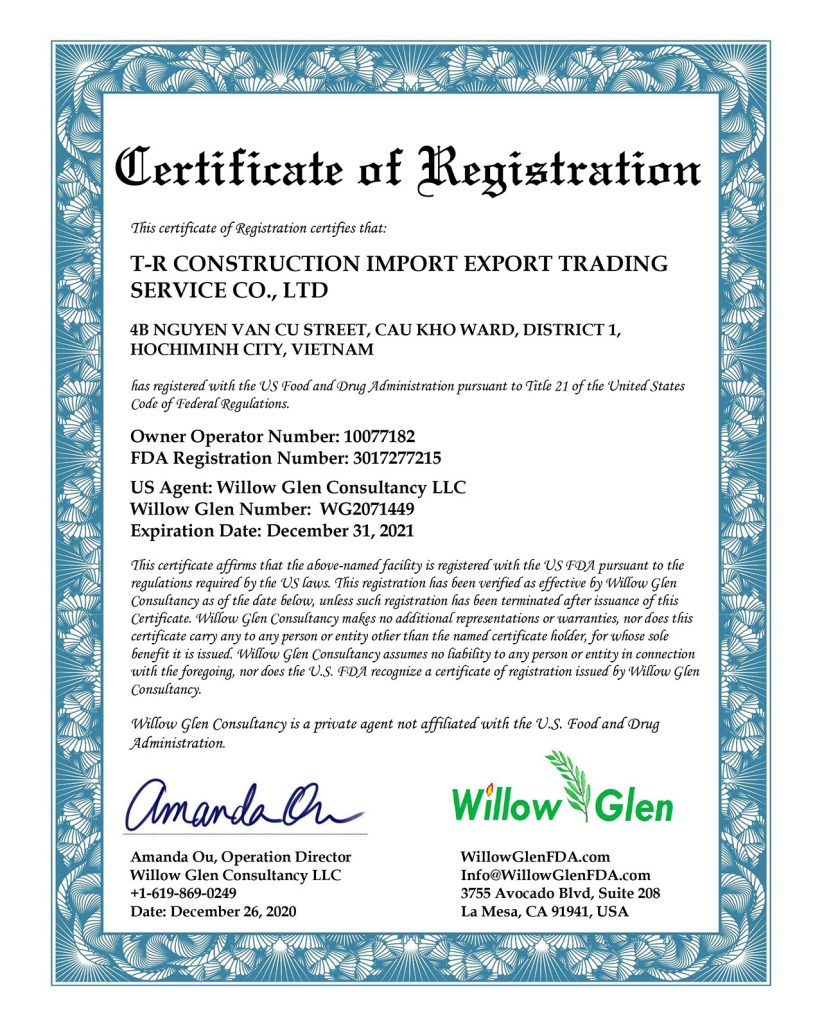 Certificate of Registration
This certificate of Registration certifies that:
T-R CONSTRUCTION IMPORT EXPORT TRADING
SERVICE CO., LTD
4B NGUYEN VAN CU STREET, CAU KHO WARD, DISTRICT 1,
HOCHIMINH CITY, VIETNAM
has registered with the US Food and Drug Administration pursuant to Title 21 of the United States
Code of Federal Regulations.
Owner Operator Number: 10077182
FDA Registration Number: 3017277215
US Agent: Willow Glen Consultancy LLC
Willow Glen Number: WG2071449
Expiration Date: December 31, 2021
This certificate affirms that the above-named facility is registered with the US FDA pursuant to the
regulations required by the US laws. This registration has been verified as effective by Willow Glen
Consultancy as of the date below, unless such registration has been terminated after issuance of this
Certificate. Willow Glen Consultancy makes no additional representations or warranties, nor does this
certificate carry any to any person or entity other than the named certificate holder, for whose sole
benefit it is issued. Willow Glen Consultancy assumes no liability to any person or entity in connection
with the foregoing, nor does the U.S. FDA recognize a certificate of registration issued by Willow Glen
Consultancy.
Willow Glen Consultancy is a private agent not affiliated with the U.S. Food and Drug
Administration.
Amanda Ou
Willow Glen
Amanda Ou, Operation Director
Willow Glen Consultancy LLC
+1-619-869-0249
Date: December 26, 2020
WillowGlenFDA.com
Info@WillowGlenFDA.com
3755 Avocado Blvd, Suite 208
La Mesa, CA 91941, USA